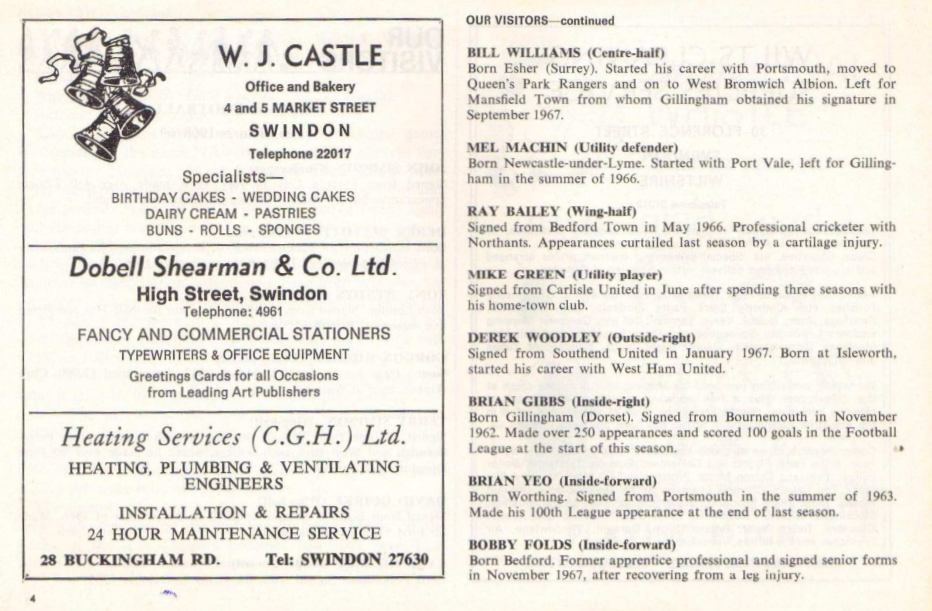 W. J. CASTLE
Office and Bakery
4 and 5 MARKET STREET
SWINDON
Telephone 22017
Specialists—
BIRTHDAY CAKES - WEDDING CAKES
DAIRY CREAM - PASTRIES
BUNS - ROLLS - SPONGES
Dobell Shearman & Co. Ltd.
High Street, Swindon
Telephone: 4961
FANCY AND COMMERCIAL STATIONERS
TYPEWRITERS & OFFICE EQUIPMENT
Greetings Cards for all Occasions
from Leading Art Publishers
Heating Services (C.G.H.) Ltd.
HEATING, PLUMBING & VENTILATING
ENGINEERS
INSTALLATION & REPAIRS
24 HOUR MAINTENANCE SERVICE
28 BUCKINGHAM RD. Tel: SWINDON 27630
4
OUR VISITORS—continued
BILL WILLIAMS (Centre-half)
Born Esher (Surrey). Started his career with Portsmouth, moved to
Queen's Park Rangers and on to West Bromwich Albion. Left for
Mansfield Town from whom Gillingham obtained his signature in
September 1967.
MEL MACHIN (Utility defender)
Born Newcastle-under-Lyme. Started with Port Vale, left for Gilling-
ham in the summer of 1966.
RAY BAILEY (Wing-half)
Signed from Bedford Town in May 1966. Professional cricketer with
Northants. Appearances curtailed last season by a cartilage injury.
MIKE GREEN (Utility player)
Signed from Carlisle United in June after spending three seasons with
his home-town club.
DEREK WOODLEY (Outside-right)
Signed from Southend United in January 1967. Born at Isleworth,
started his career with West Ham United.
BRIAN GIBBS (Inside-right)
Born Gillingham (Dorset). Signed from Bournemouth in November
1962. Made over 250 appearances and scored 100 goals in the Football
League at the start of this season.
BRIAN YEO (Inside-forward)
Born Worthing. Signed from Portsmouth in the summer of 1963.
Made his 100th League appearance at the end of last season.
BOBBY FOLDS (Inside-forward)
Born Bedford. Former apprentice professional and signed senior forms
in November 1967, after recovering from a leg injury.